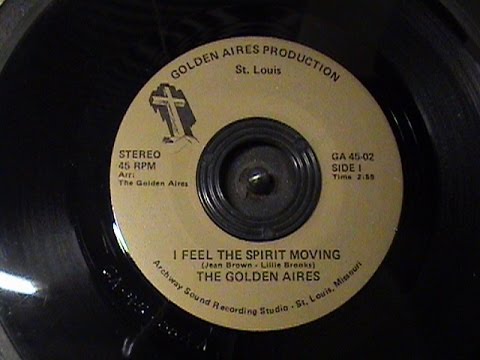 GOLDEN AIRES PRODUCTION
St. Louis
STEREO
45 RPM
Arr:
The Golden Aires
GA 45-02
SIDE I
Time 2:55
I FEEL THE SPIRIT MOVING
(Jean Brown - Lillie Brooks)
THE GOLDEN AIRES
Archway Sound Recording Studio - St. Louis, Missouri